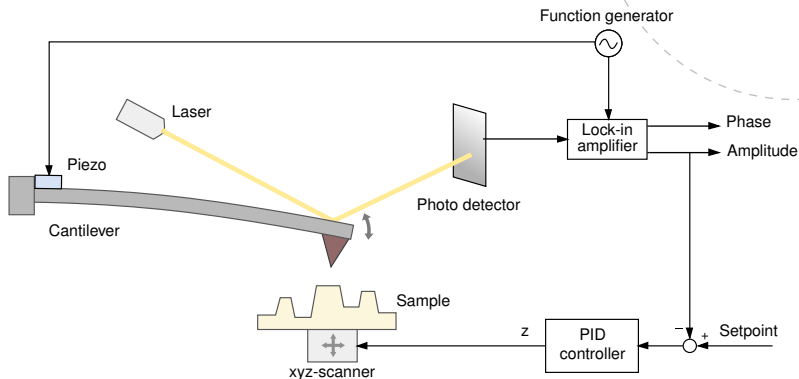 Function generator
Laser
Lock-in
amplifier
Phase
Amplitude
Piezo
Photo detector
Cantilever
Sample
z
PID
controller
−
+
Setpoint
xyz-scanner